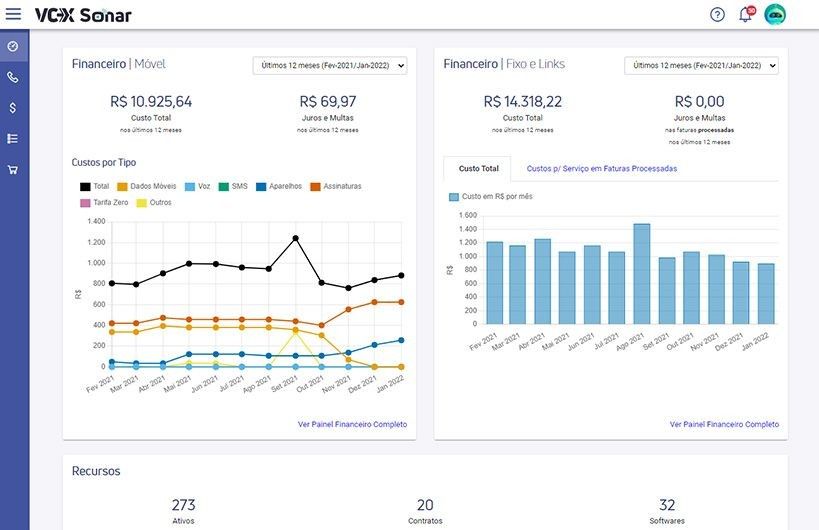 VC-X Sonar
30
Financeiro | Móvel
Últimos 12 meses (Fev-2021/Jan-2022)
R$ 10.925,64
R$ 69,97
Custo Total
Juros e Multas
nos últimos 12 meses
nos últimos 12 meses
Custos por Tipo
Total Dados Móveis Voz SMS Aparelhos Assinaturas
Tarifa Zero Outros
1.400
1.200
1.000
800
600
400
200
0
R$
Fev 2021 Mar 2021 Abr 2021 Mai 2021 Jun 2021 Jul 2021 Ago 2021 Set 2021 Out 2021 Nov 2021 Dez 2021 Jan 2022
Ver Painel Financeiro Completo
Financeiro | Fixo e Links
Últimos 12 meses (Fev-2021/Jan-2022)
R$ 14.318,22
R$ 0,00
Custo Total
Juros e Multas
nos últimos 12 meses
nas faturas processadas
nos últimos 12 meses
Custo Total
Custos p/ Serviço em Faturas Processadas
Custo em R$ por mês
1.600
1.400
1.200
1.000
800
600
400
200
0
R$
Fev 2021 Mar 2021 Abr 2021 Mai 2021 Jun 2021 Jul 2021 Ago 2021 Set 2021 Out 2021 Nov 2021 Dez 2021 Jan 2022
Ver Painel Financeiro Completo
Recursos
273
20
32
Ativos
Contratos
Softwares